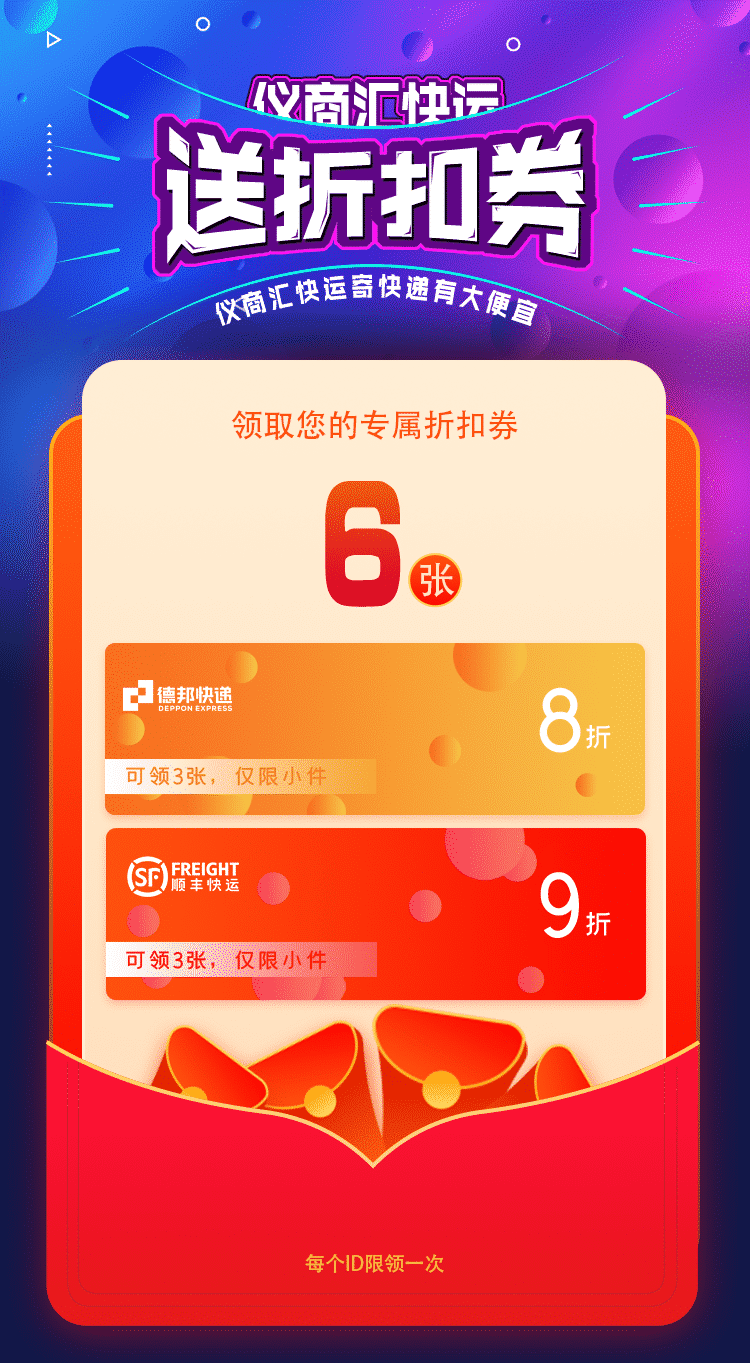 仪商汇快运
送折扣券
仪商汇快运寄快递有大便宜
领取您的专属折扣券
6张
德邦快递
DEPPON EXPRESS
8折
可领3张，仅限小件
SF FREIGHT
顺丰快运
9折
可领3张，仅限小件
每个ID限领一次